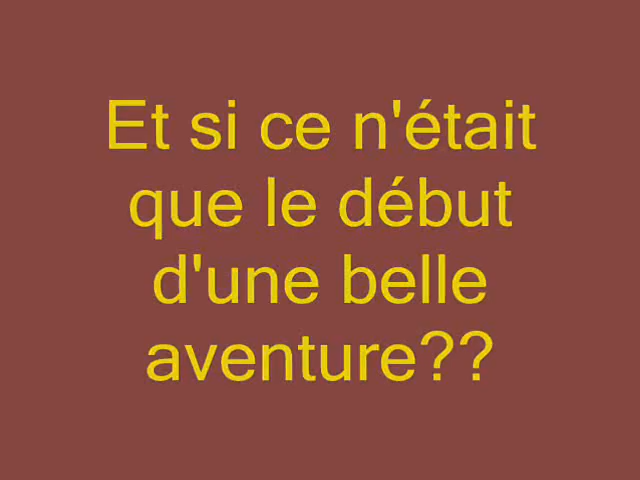 Et si ce n'était
que le début
d'une belle
aventure??